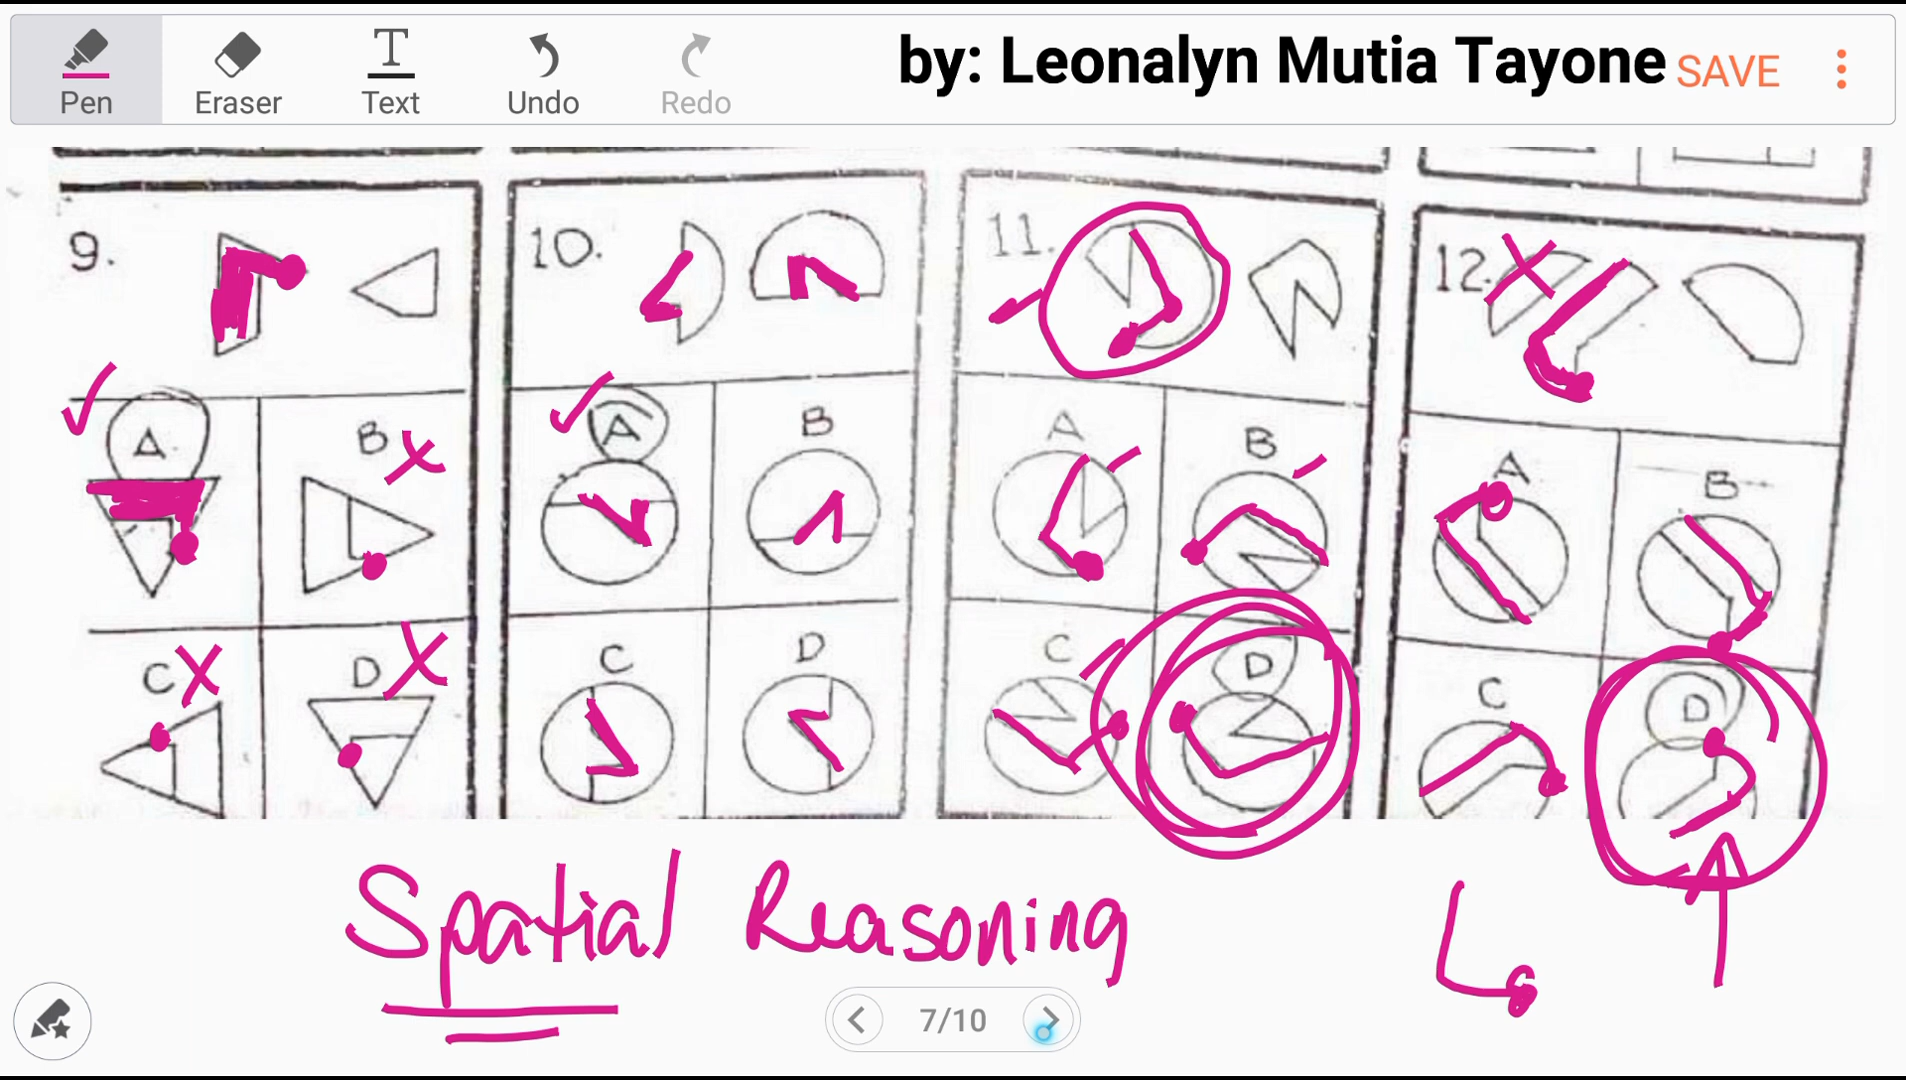 Pen Eraser Text Undo Redo by: Leonalyn Mutia Tayone SAVE
9. 10. 11. 12.
A B A B A B A B
C D C D C D C D
Spatial Reasoning
7/10